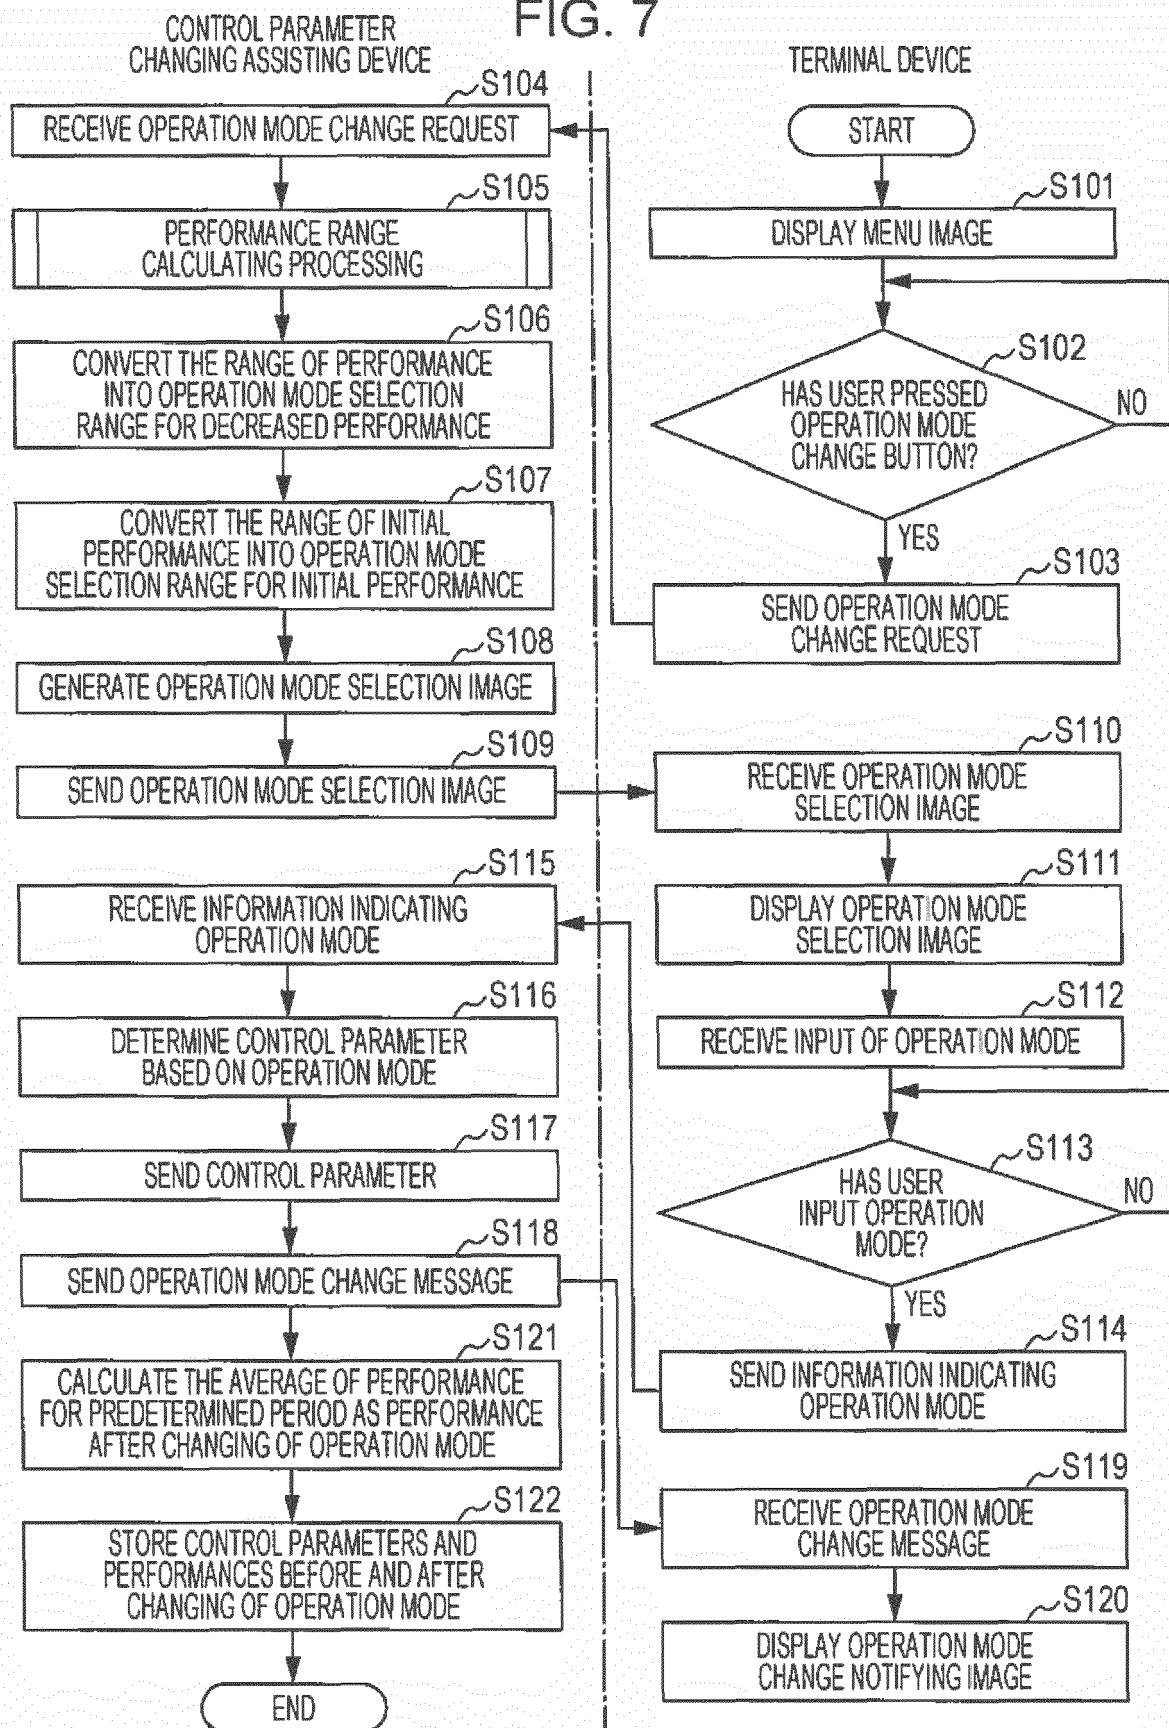 FIG. 7
CONTROL PARAMETER
CHANGING ASSISTING DEVICE
S104
RECEIVE OPERATION MODE CHANGE REQUEST
S105
PERFORMANCE RANGE
CALCULATING PROCESSING
S106
CONVERT THE RANGE OF PERFORMANCE
INTO OPERATION MODE SELECTION
RANGE FOR DECREASED PERFORMANCE
S107
CONVERT THE RANGE OF INITIAL
PERFORMANCE INTO OPERATION MODE
SELECTION RANGE FOR INITIAL PERFORMANCE
S108
GENERATE OPERATION MODE SELECTION IMAGE
S109
SEND OPERATION MODE SELECTION IMAGE
S115
RECEIVE INFORMATION INDICATING
OPERATION MODE
S116
DETERMINE CONTROL PARAMETER
BASED ON OPERATION MODE
S117
SEND CONTROL PARAMETER
S118
SEND OPERATION MODE CHANGE MESSAGE
S121
CALCULATE THE AVERAGE OF PERFORMANCE
FOR PREDETERMINED PERIOD AS PERFORMANCE
AFTER CHANGING OF OPERATION MODE
S122
STORE CONTROL PARAMETERS AND
PERFORMANCES BEFORE AND AFTER
CHANGING OF OPERATION MODE
END
TERMINAL DEVICE
START
S101
DISPLAY MENU IMAGE
S102
HAS USER PRESSED
OPERATION MODE
CHANGE BUTTON?
NO
YES
S103
SEND OPERATION MODE
CHANGE REQUEST
S110
RECEIVE OPERATION MODE
SELECTION IMAGE
S111
DISPLAY OPERATION MODE
SELECTION IMAGE
S112
RECEIVE INPUT OF OPERATION MODE
S113
HAS USER
INPUT OPERATION
MODE?
NO
YES
S114
SEND INFORMATION INDICATING
OPERATION MODE
S119
RECEIVE OPERATION MODE
CHANGE MESSAGE
S120
DISPLAY OPERATION MODE
CHANGE NOTIFYING IMAGE